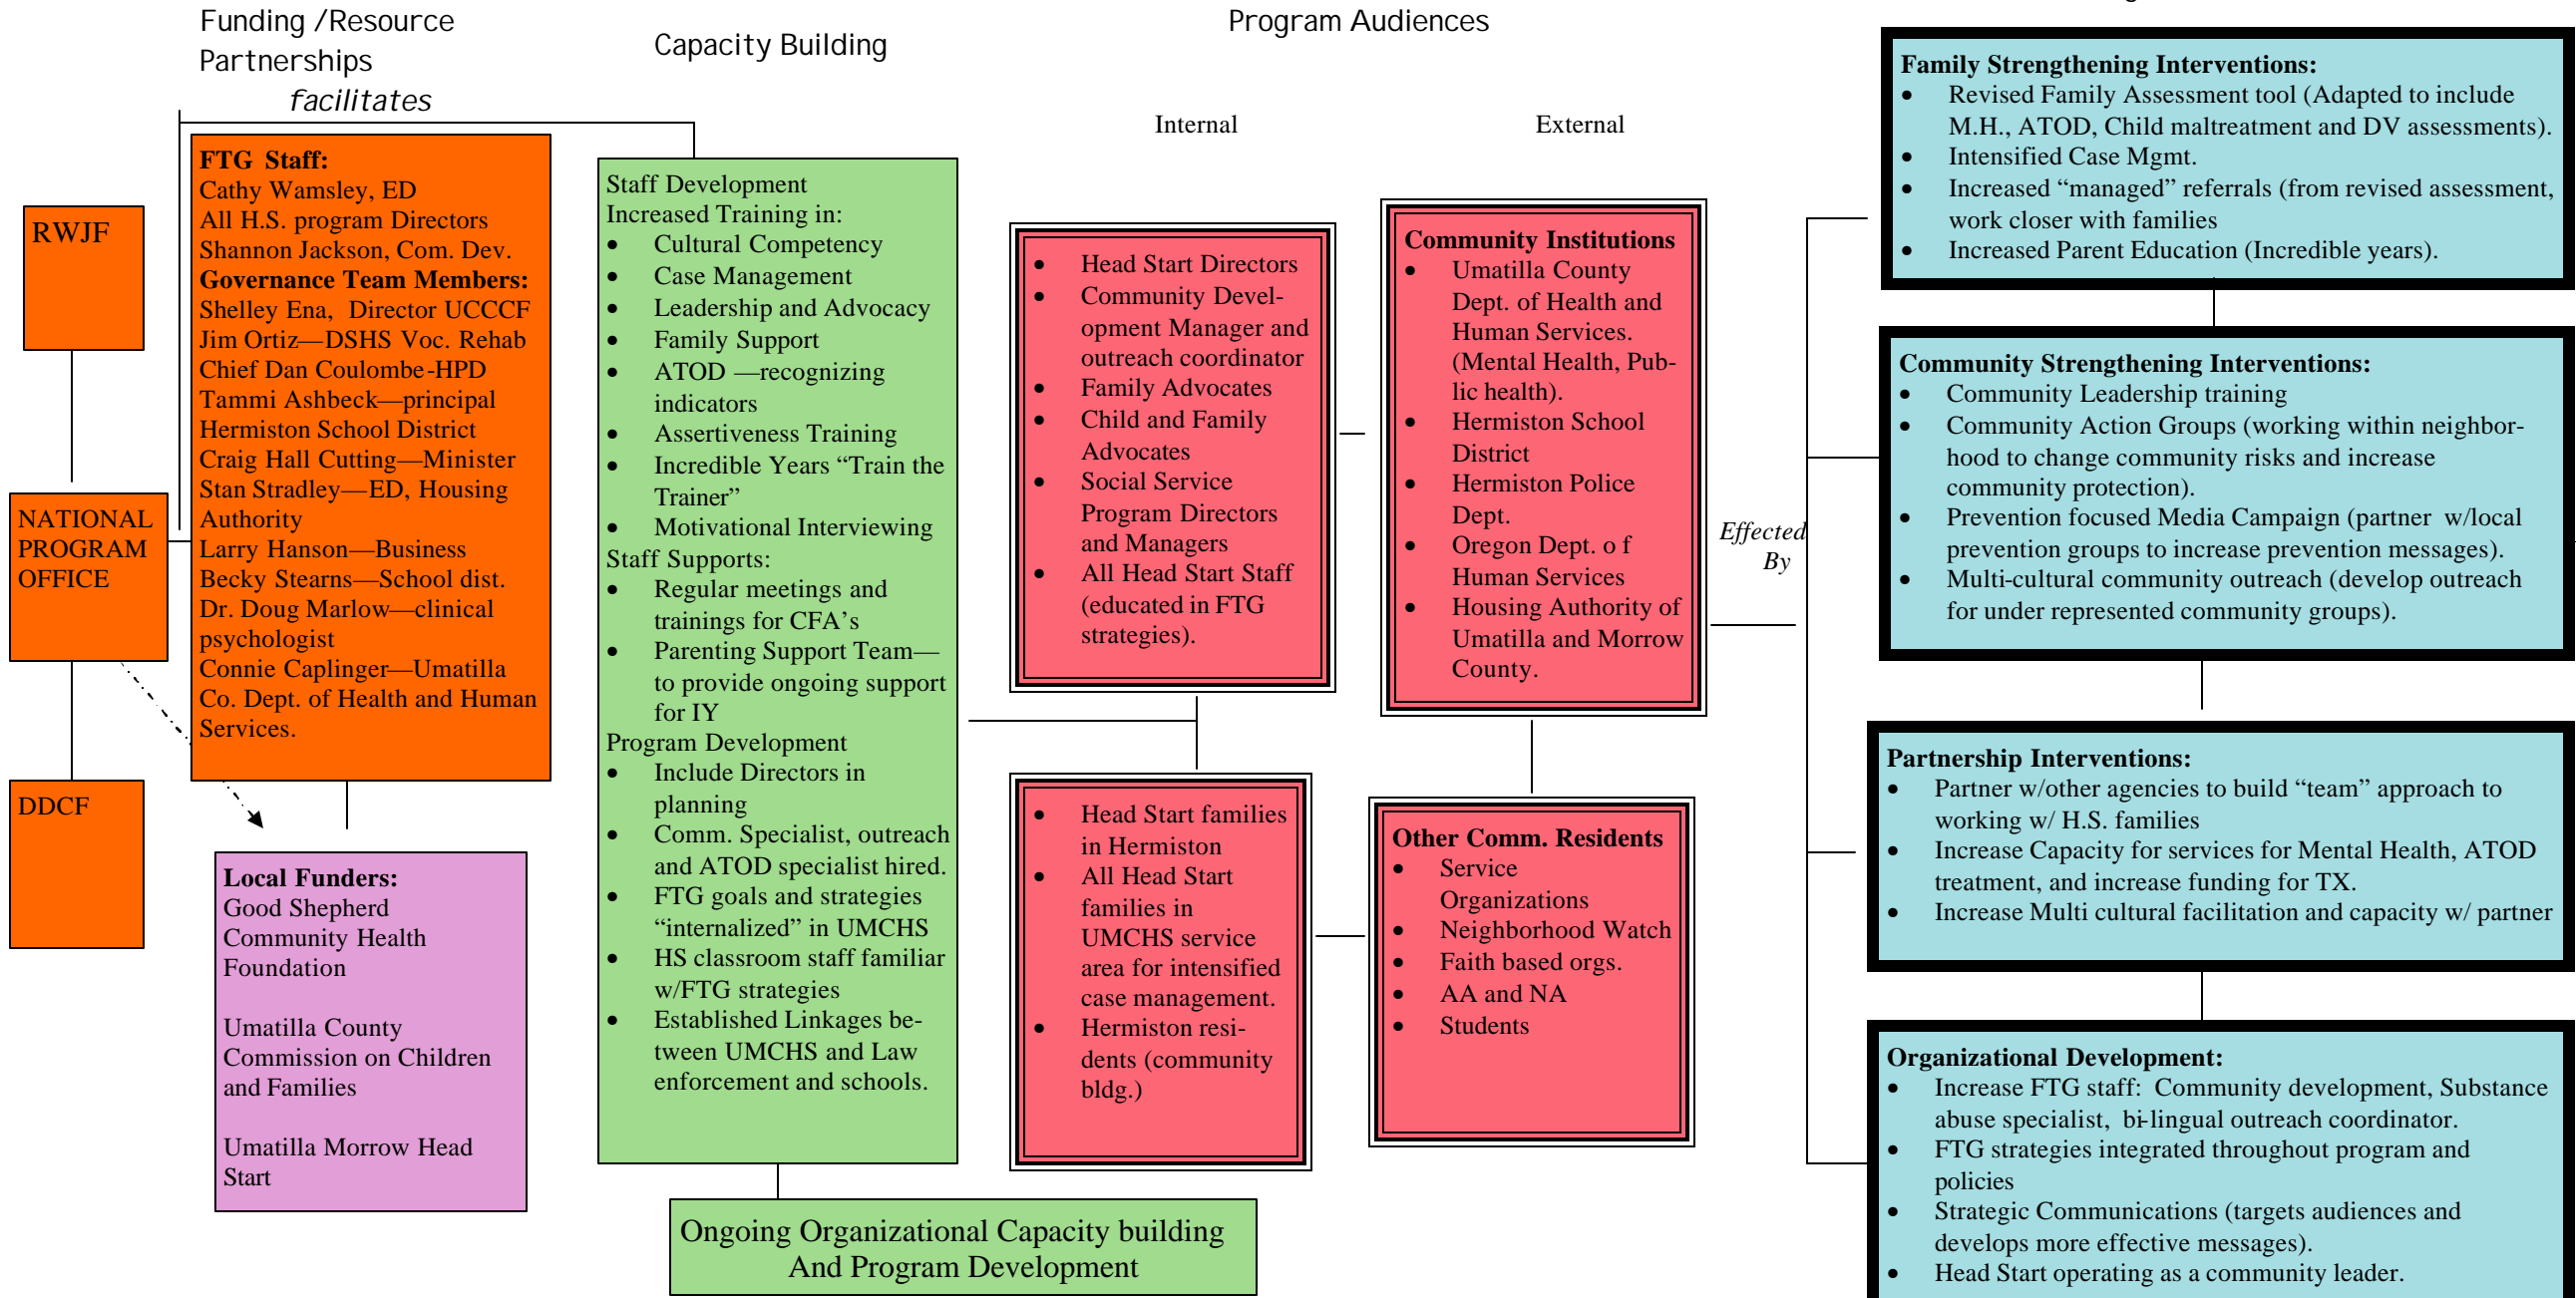 Funding /Resource
Partnerships
facilitates
Capacity Building
Program Audiences
Internal
External
RWJF
NATIONAL
PROGRAM
OFFICE
DDCF
FTG Staff:
Cathy Wamsley, ED
All H.S. program Directors
Shannon Jackson, Com. Dev.
Governance Team Members:
Shelley Ena, Director UCCCF
Jim Ortiz—DSHS Voc. Rehab
Chief Dan Coulombe-HPD
Tammi Ashbeck—principal
Hermiston School District
Craig Hall Cutting—Minister
Stan Stradley—ED, Housing
Authority
Larry Hanson—Business
Becky Stearns—School dist.
Dr. Doug Marlow—clinical
psychologist
Connie Caplinger—Umatilla
Co. Dept. of Health and Human
Services.
Local Funders:
Good Shepherd
Community Health
Foundation
Umatilla County
Commission on Children
and Families
Umatilla Morrow Head
Start
Staff Development
Increased Training in:
• Cultural Competency
• Case Management
• Leadership and Advocacy
• Family Support
• ATOD —recognizing
indicators
• Assertiveness Training
• Incredible Years “Train the
Trainer”
• Motivational Interviewing
Staff Supports:
• Regular meetings and
trainings for CFA’s
• Parenting Support Team—
to provide ongoing support
for IY
Program Development
• Include Directors in
planning
• Comm. Specialist, outreach
and ATOD specialist hired.
• FTG goals and strategies
“internalized” in UMCHS
• HS classroom staff familiar
w/FTG strategies
• Established Linkages be-
tween UMCHS and Law
enforcement and schools.
Ongoing Organizational Capacity building
And Program Development
• Head Start Directors
• Community Devel-
opment Manager and
outreach coordinator
• Family Advocates
• Child and Family
Advocates
• Social Service
Program Directors
and Managers
• All Head Start Staff
(educated in FTG
strategies).
• Head Start families
in Hermiston
• All Head Start
families in
UMCHS service
area for intensified
case management.
• Hermiston resi-
dents (community
bldg.)
Community Institutions
• Umatilla County
Dept. of Health and
Human Services.
(Mental Health, Pub-
lic health).
• Hermiston School
District
• Hermiston Police
Dept.
• Oregon Dept. o f
Human Services
• Housing Authority of
Umatilla and Morrow
County.
Other Comm. Residents
• Service
Organizations
• Neighborhood Watch
• Faith based orgs.
• AA and NA
• Students
Effected
By
Family Strengthening Interventions:
• Revised Family Assessment tool (Adapted to include
M.H., ATOD, Child maltreatment and DV assessments).
• Intensified Case Mgmt.
• Increased “managed” referrals (from revised assessment,
work closer with families
• Increased Parent Education (Incredible years).
Community Strengthening Interventions:
• Community Leadership training
• Community Action Groups (working within neighbor-
hood to change community risks and increase
community protection).
• Prevention focused Media Campaign (partner w/local
prevention groups to increase prevention messages).
• Multi-cultural community outreach (develop outreach
for under represented community groups).
Partnership Interventions:
• Partner w/other agencies to build “team” approach to
working w/ H.S. families
• Increase Capacity for services for Mental Health, ATOD
treatment, and increase funding for TX.
• Increase Multi cultural facilitation and capacity w/ partner
Organizational Development:
• Increase FTG staff: Community development, Substance
abuse specialist, bi-lingual outreach coordinator.
• FTG strategies integrated throughout program and
policies
• Strategic Communications (targets audiences and
develops more effective messages).
• Head Start operating as a community leader.